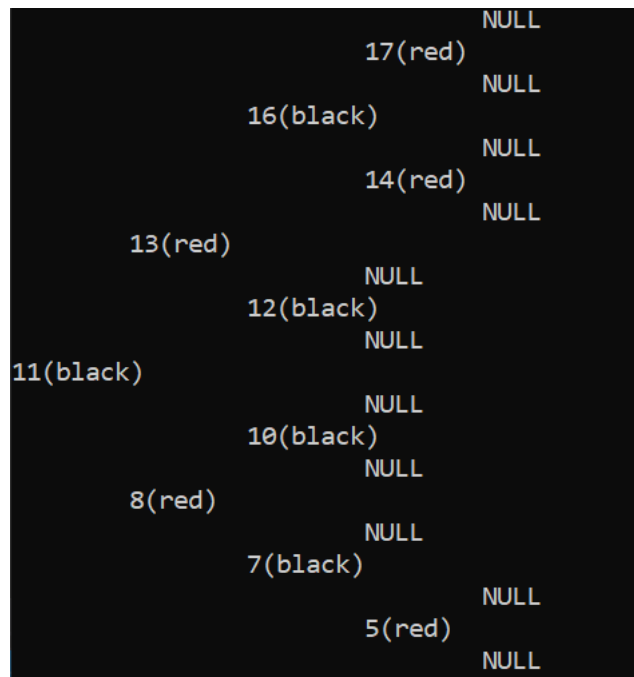 NULL
17(red)
NULL
16(black)
NULL
14(red)
NULL
13(red)
NULL
12(black)
NULL
11(black)
NULL
10(black)
NULL
8(red)
NULL
7(black)
NULL
5(red)
NULL